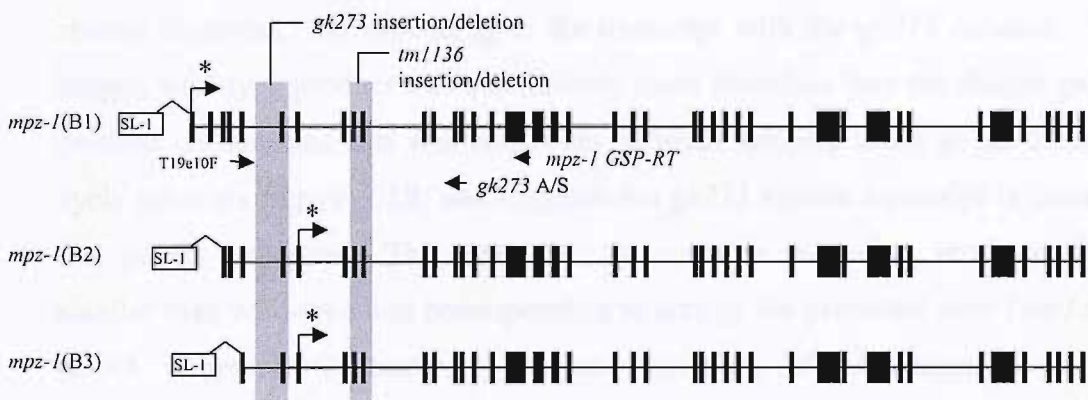 gk273 insertion/deletion
tm1136
insertion/deletion
*
mpz-1(B1)
SL-1
T19e10F
mpz-1 GSP-RT
gk273 A/S
*
mpz-1(B2)
SL-1
*
mpz-1(B3)
SL-1